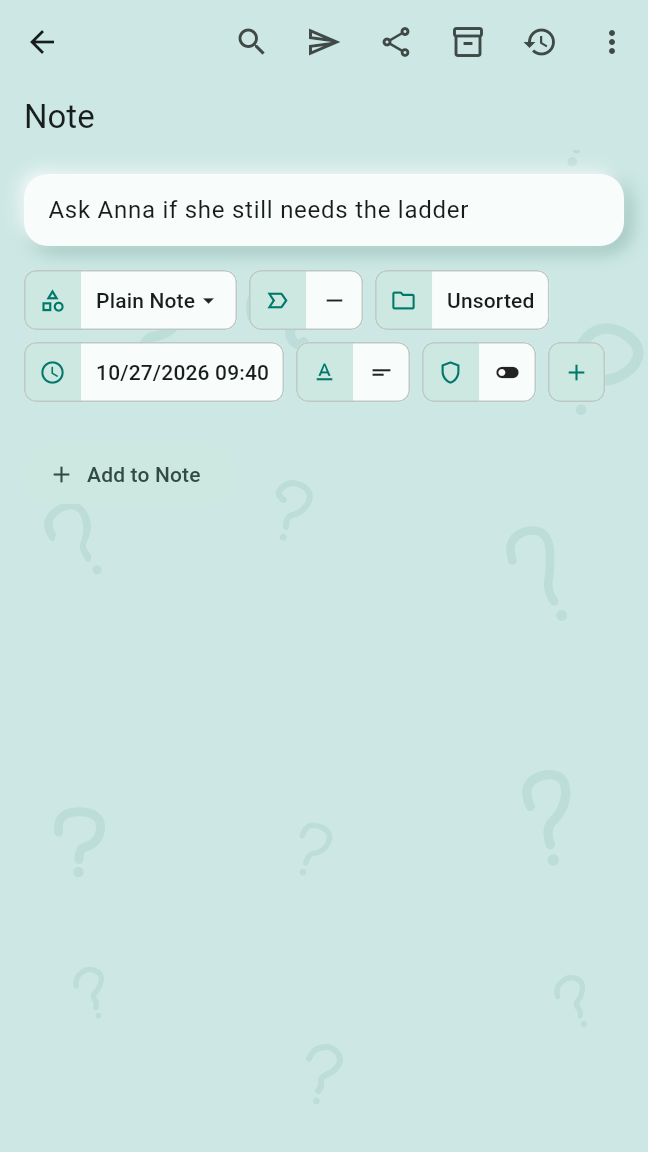 Note
Ask Anna if she still needs the ladder
Plain Note
Unsorted
10/27/2026 09:40
Add to Note